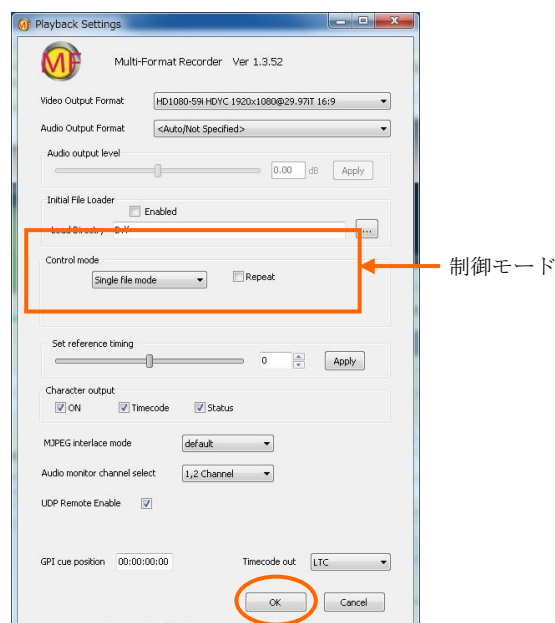 Playback Settings
MF
Multi-Format Recorder Ver 1.3.52
Video Output Format HD1080-59i HDYC 1920x1080@29.97iT 16:9
Audio Output Format <Auto/Not Specified>
Audio output level
0.00 dB Apply
Initial File Loader
Enabled
Load Directry D:¥ ...
Control mode
制御モード
Single file mode Repeat
Set reference timing
0 Apply
Character output
ON Timecode Status
MJPEG interlace mode default
Audio monitor channel select 1,2 Channel
UDP Remote Enable
GPI cue position 00:00:00:00 Timecode out LTC
OK Cancel